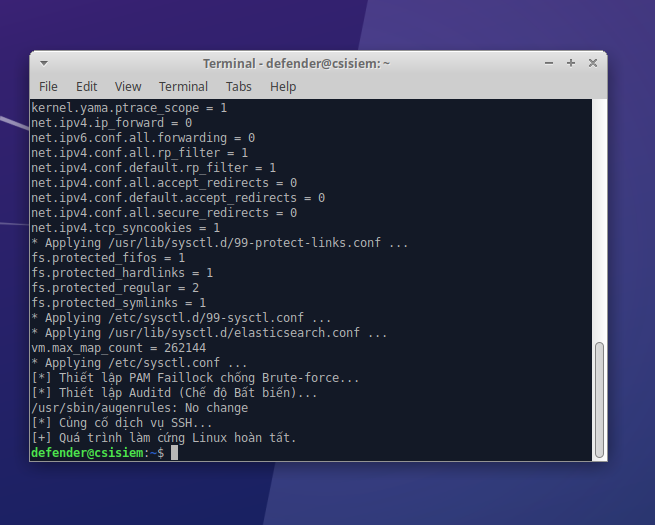 Terminal - defender@csisiem: ~
File Edit View Terminal Tabs Help
kernel.yama.ptrace_scope = 1
net.ipv4.ip_forward = 0
net.ipv6.conf.all.forwarding = 0
net.ipv4.conf.all.rp_filter = 1
net.ipv4.conf.default.rp_filter = 1
net.ipv4.conf.all.accept_redirects = 0
net.ipv4.conf.default.accept_redirects = 0
net.ipv4.conf.all.secure_redirects = 0
net.ipv4.tcp_syncookies = 1
* Applying /usr/lib/sysctl.d/99-protect-links.conf ...
fs.protected_fifos = 1
fs.protected_hardlinks = 1
fs.protected_regular = 2
fs.protected_symlinks = 1
* Applying /etc/sysctl.d/99-sysctl.conf ...
* Applying /usr/lib/sysctl.d/elasticsearch.conf ...
vm.max_map_count = 262144
* Applying /etc/sysctl.conf ...
[*] Thiết lập PAM Faillock chống Brute-force...
[*] Thiết lập Auditd (Chế độ Bất biến)...
/usr/sbin/augenrules: No change
[*] Củng cố dịch vụ SSH...
[+] Quá trình làm cứng Linux hoàn tất.
defender@csisiem:~$